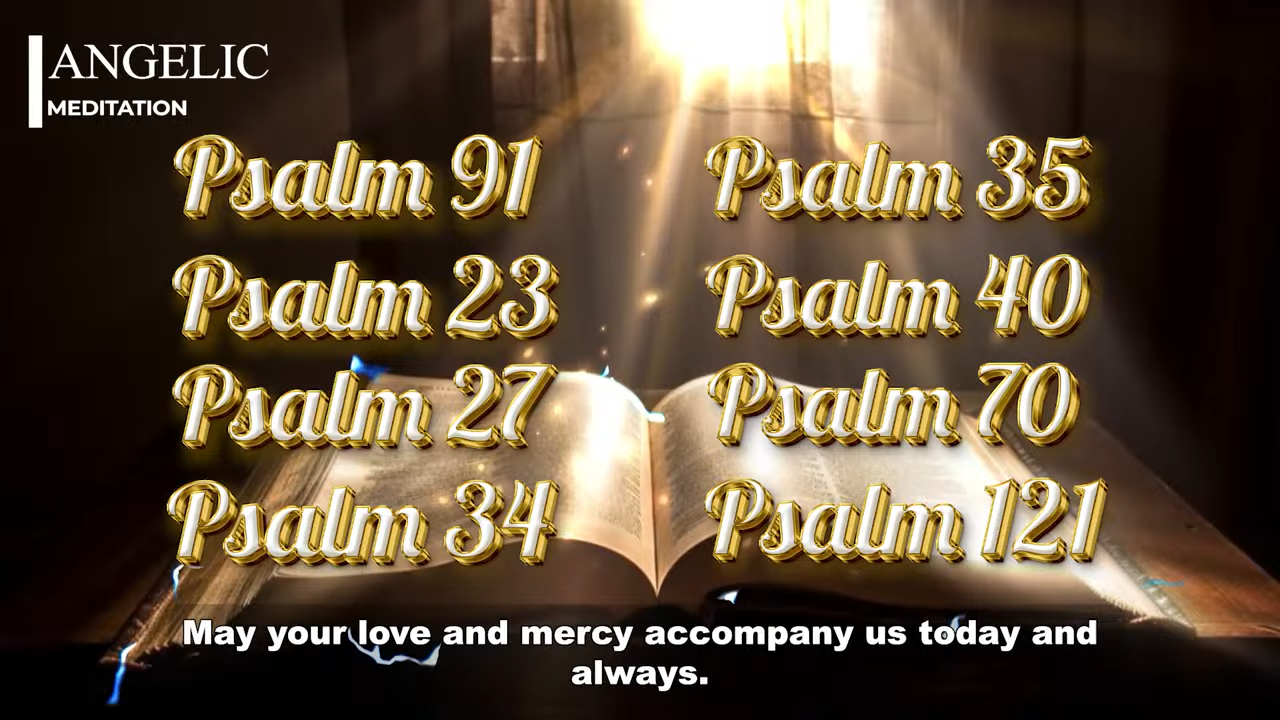 ANGELIC
MEDITATION
Psalm 91
Psalm 23
Psalm 27
Psalm 34
Psalm 35
Psalm 40
Psalm 70
Psalm 121
May your love and mercy accompany us today and
always.